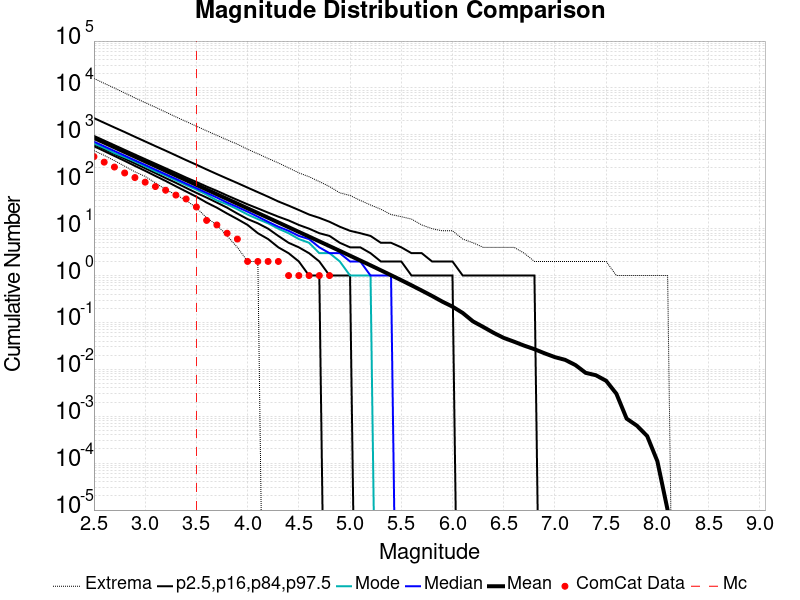 Magnitude Distribution Comparison
10 5
10 4
10 3
10 2
10 1
10 0
10 -1
10 -2
10 -3
10 -4
10 -5
Cumulative Number
2.5 3.0 3.5 4.0 4.5 5.0 5.5 6.0 6.5 7.0 7.5 8.0 8.5 9.0
Magnitude
Extrema p2.5,p16,p84,p97.5 Mode Median Mean ComCat Data Mc